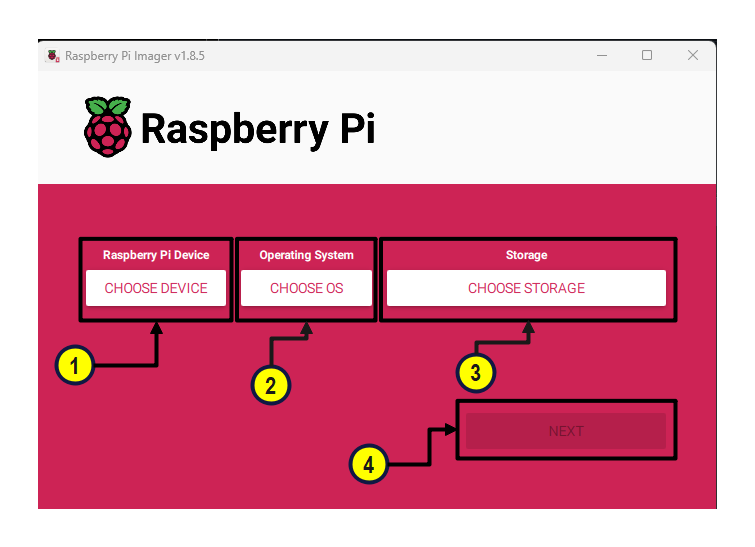 Raspberry Pi Imager v1.8.5
Raspberry Pi
Raspberry Pi Device
Operating System
Storage
CHOOSE DEVICE
CHOOSE OS
CHOOSE STORAGE
1
2
3
NEXT
4